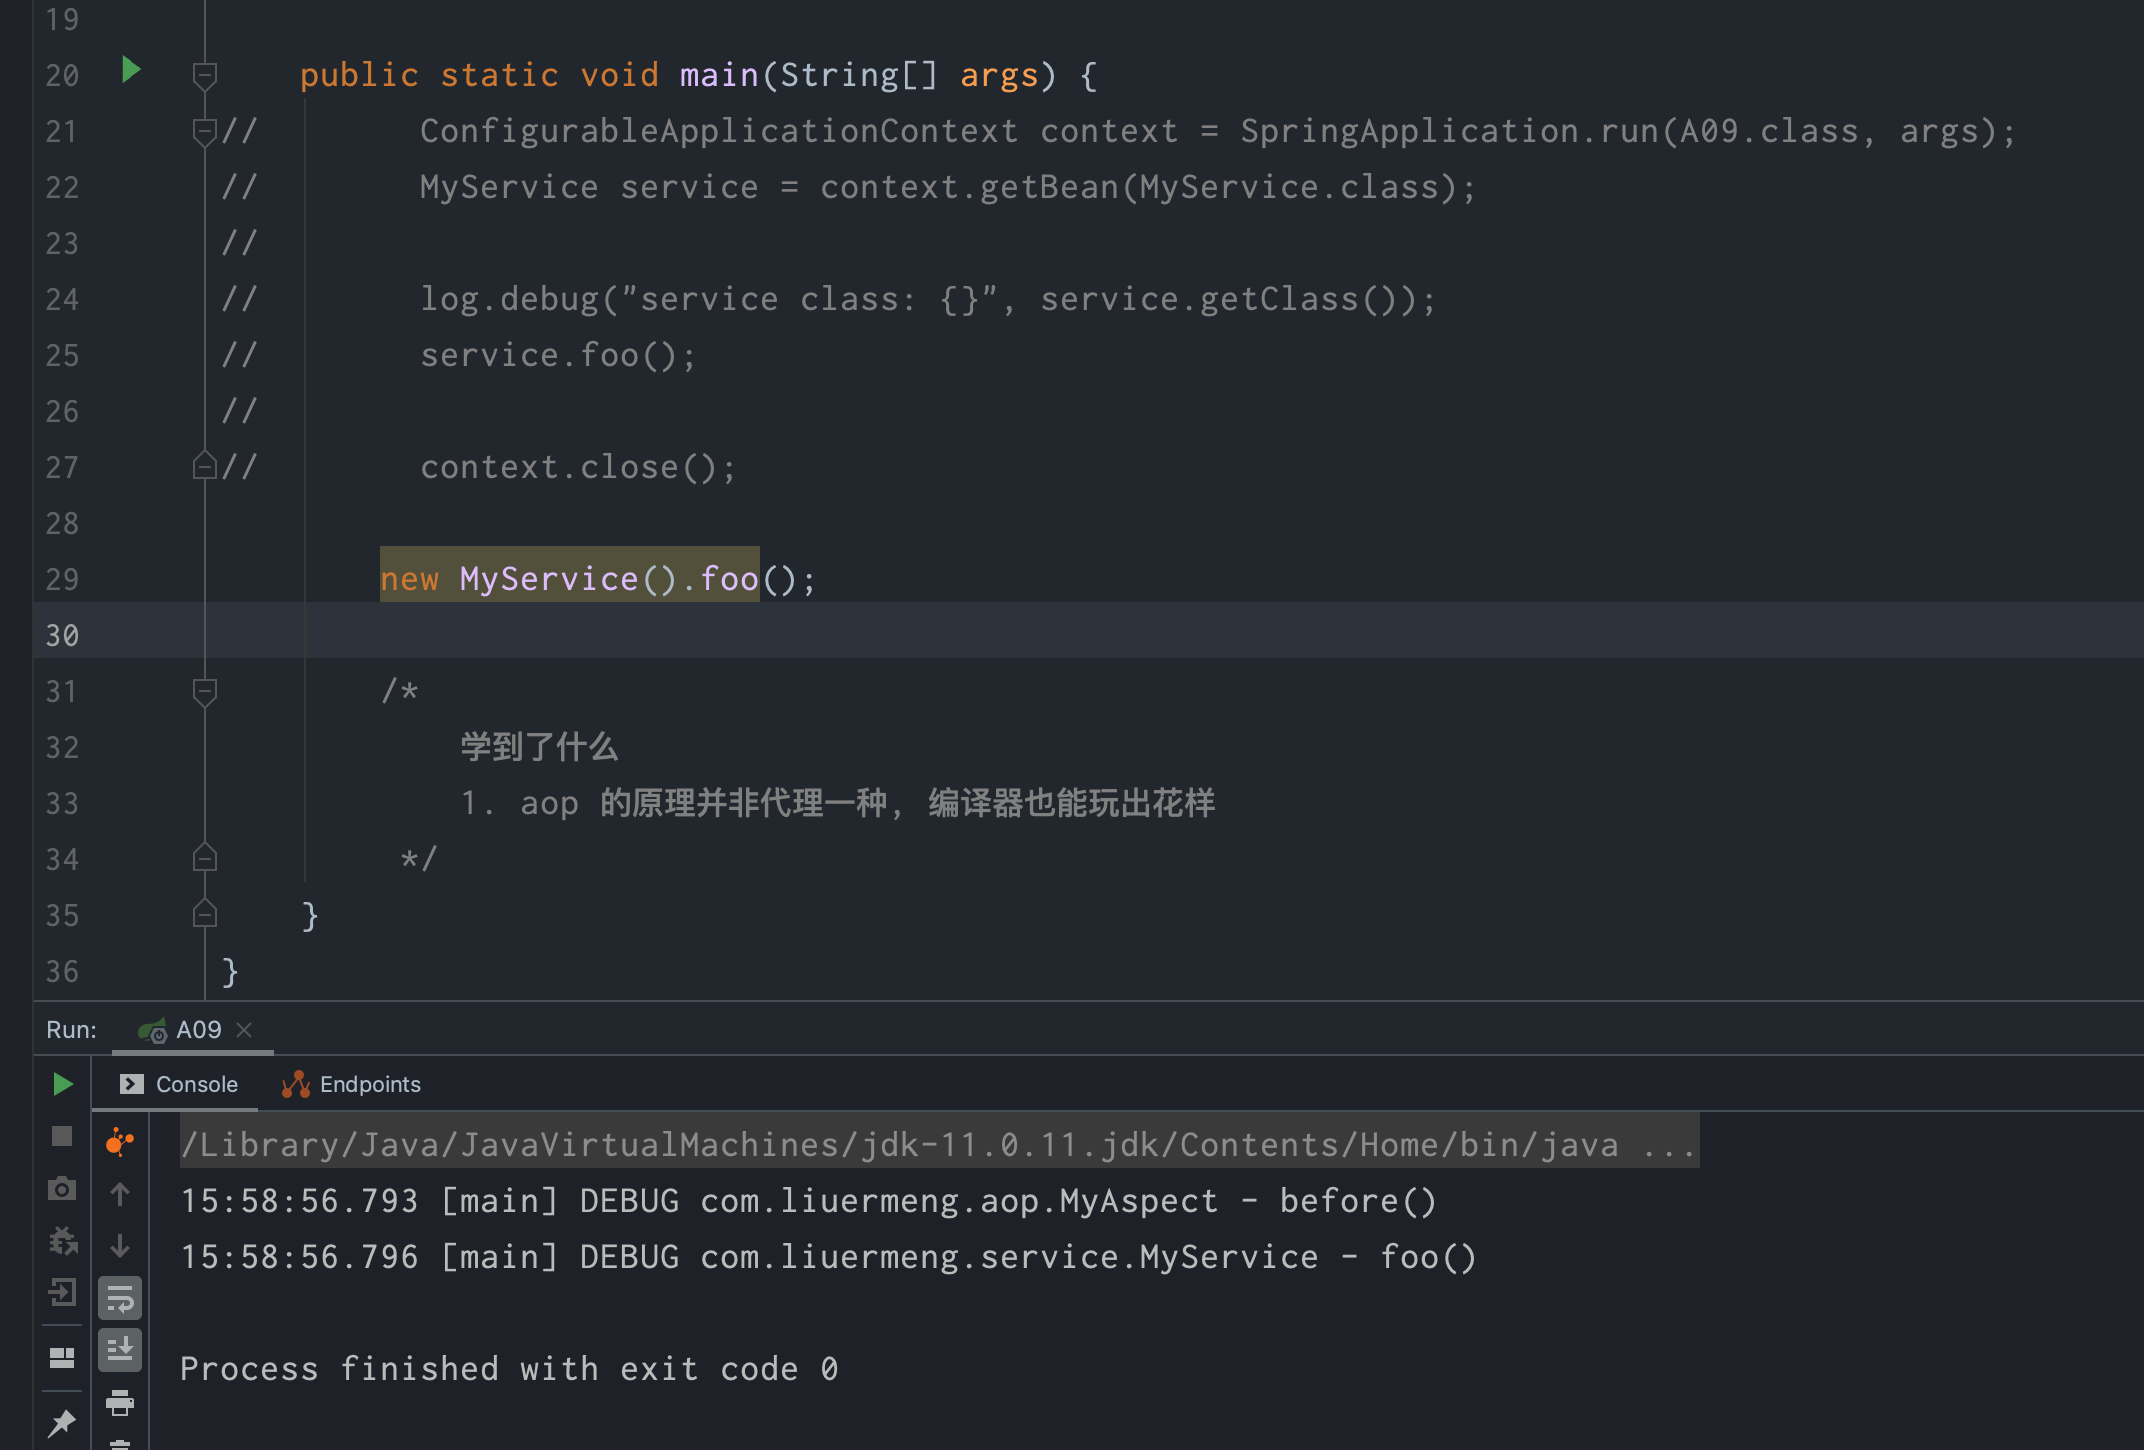 19
20 public static void main(String[] args) {
21 // ConfigurableApplicationContext context = SpringApplication.run(A09.class, args);
22 // MyService service = context.getBean(MyService.class);
23 //
24 // log.debug("service class: {}", service.getClass());
25 // service.foo();
26 //
27 // context.close();
28
29 new MyService().foo();
30
31 /*
32 学到了什么
33 1. aop 的原理并非代理一种, 编译器也能玩出花样
34 */
35 }
36 }
Run: A09
Console Endpoints
/Library/Java/JavaVirtualMachines/jdk-11.0.11.jdk/Contents/Home/bin/java ...
15:58:56.793 [main] DEBUG com.liuermeng.aop.MyAspect - before()
15:58:56.796 [main] DEBUG com.liuermeng.service.MyService - foo()
Process finished with exit code 0